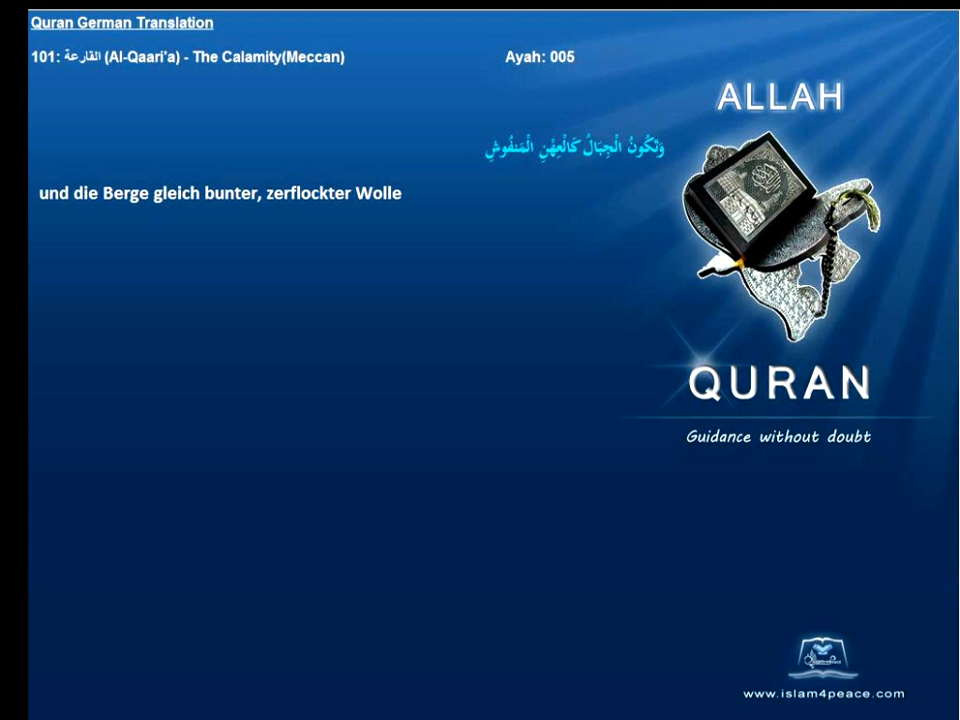 Quran German Translation
101: القارعة (Al-Qaari'a) - The Calamity(Meccan) Ayah: 005
ALLAH
وَتَكُونُ الْجِبَالُ كَالْعِهْنِ الْمَنفُوشِ
und die Berge gleich bunter, zerflockter Wolle
QURAN
Guidance without doubt
www.islam4peace.com